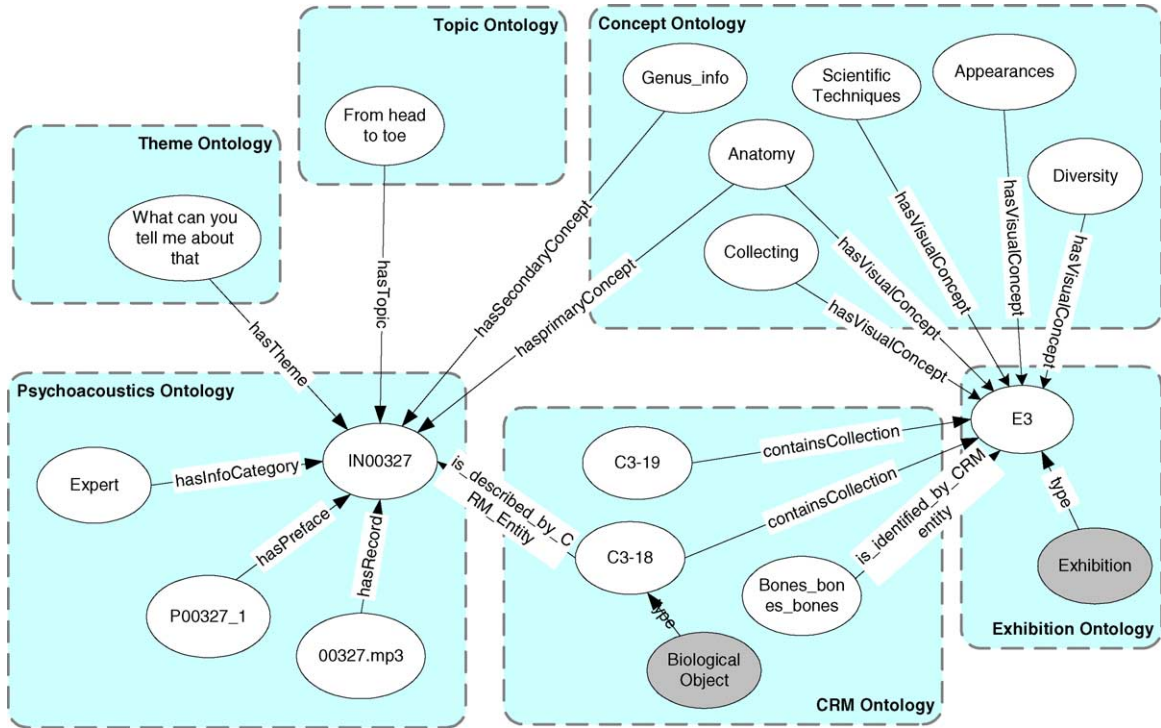 Topic Ontology
Concept Ontology
Genus_info
Scientific
Techniques
Appearances
From head
to toe
Theme Ontology
Anatomy
Diversity
What can you
tell me about
that
Collecting
hasTheme
hasTopic
hasSecondaryConcept
hasprimaryConcept
hasVisualConcept
hasVisualConcept
hasVisualConcept
hasVisualConcept
hasVisualConcept
Psychoacoustics Ontology
Expert
hasInfoCategory
IN00327
hasPreface
hasRecord
P00327_1
00327.mp3
is_described_by_C
RM_Entity
C3-19
containsCollection
E3
C3-18
containsCollection
is_identified_by_CRM
entity
Bones_bon
es_bones
type
Biological
Object
CRM Ontology
type
Exhibition
Exhibition Ontology